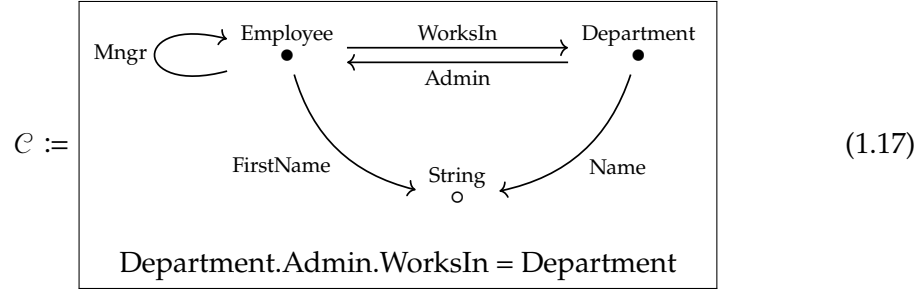 Employee
WorksIn
Department
Mngr
Admin
𝒞 :=
(1.17)
FirstName
String
Name
Department.Admin.WorksIn = Department